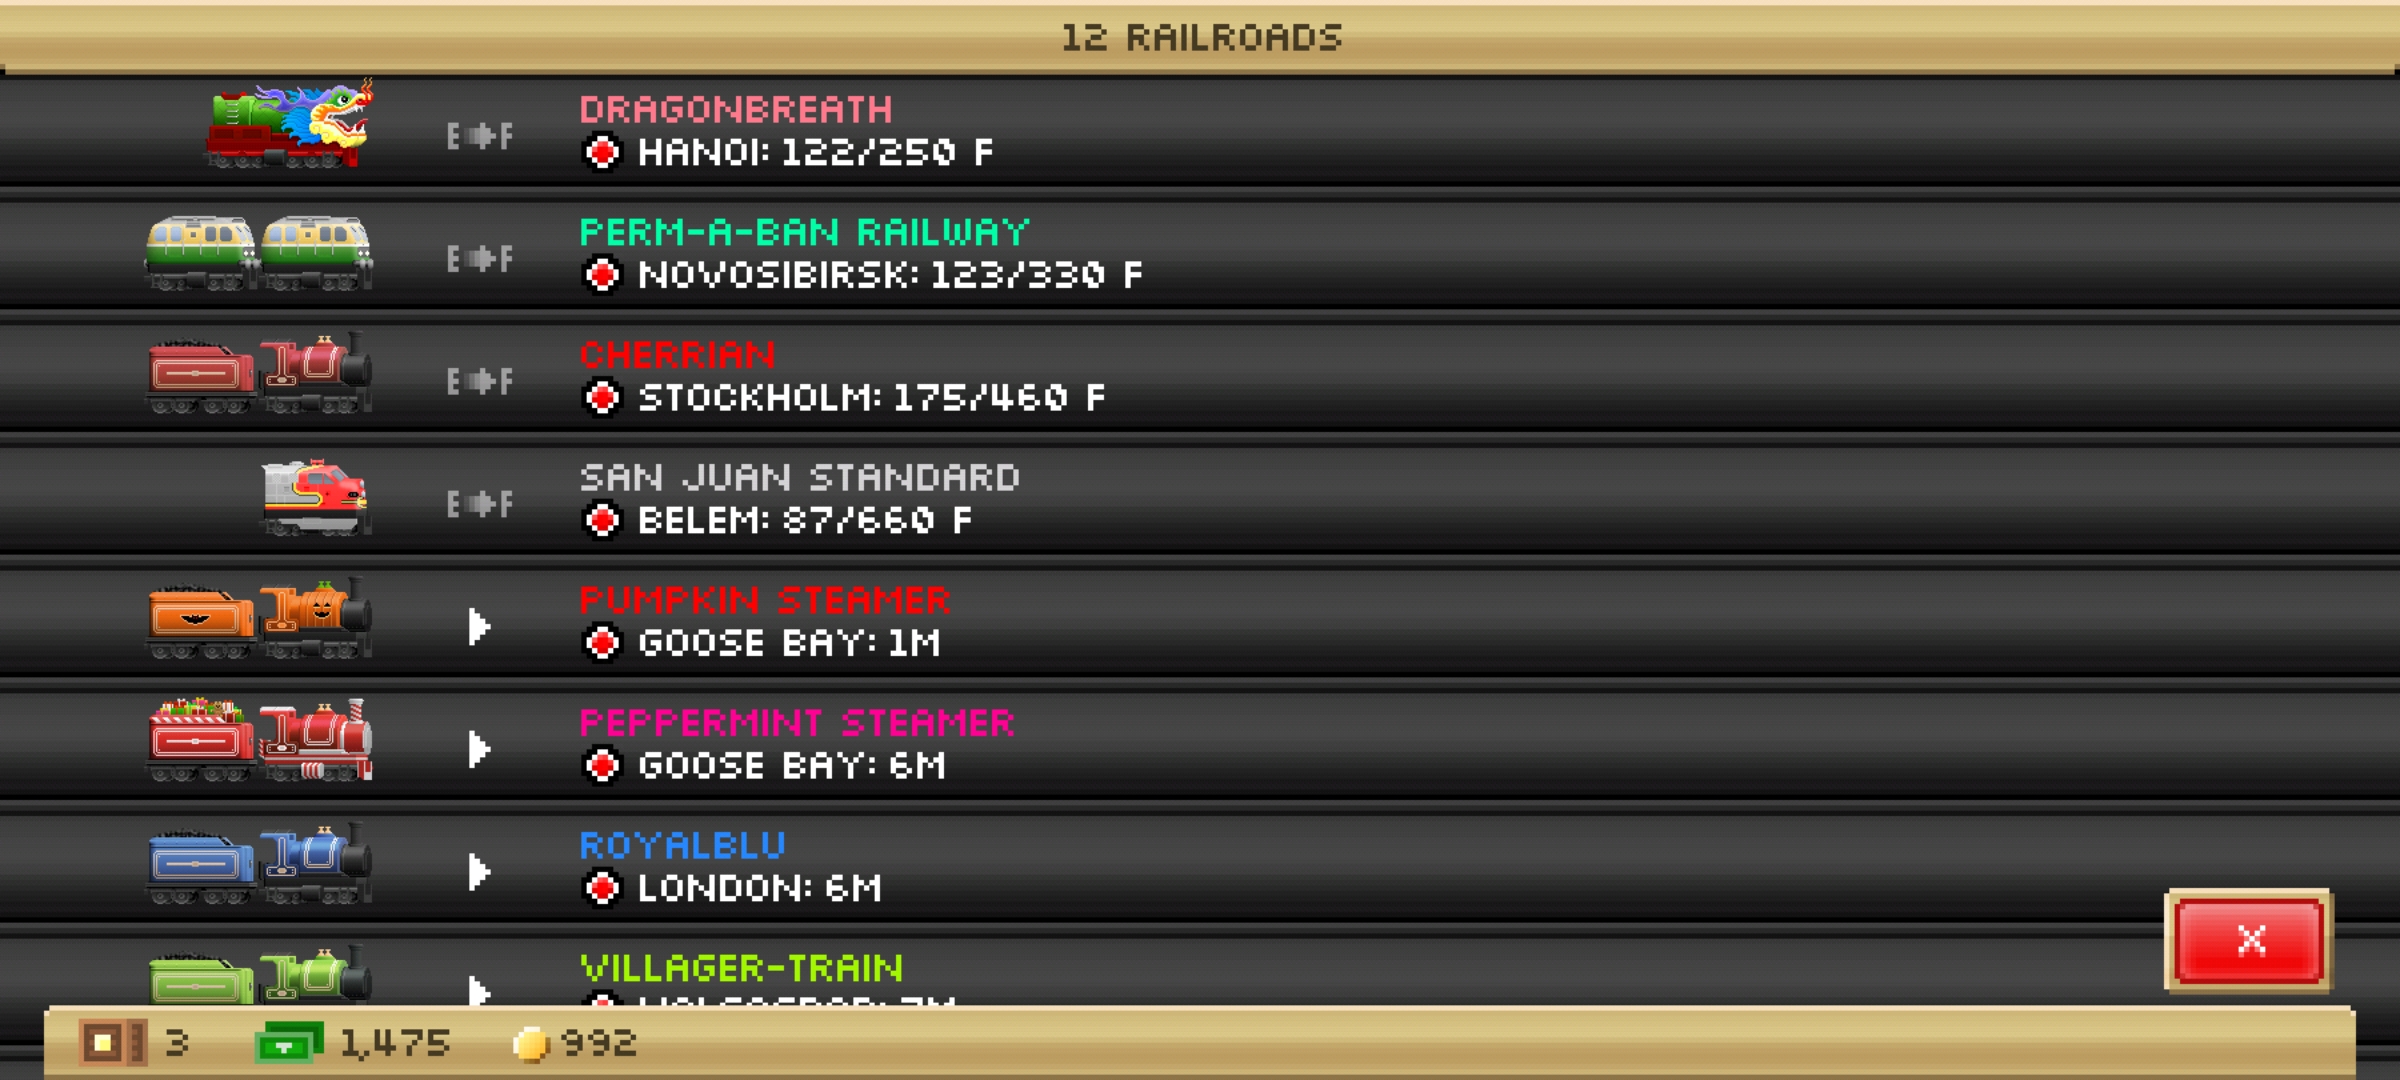 12 RAILROADS
DRAGONBREATH
E F
HANOI: 122/250 F
PERM-A-BAN RAILWAY
E F
NOVOSIBIRSK: 123/330 F
CHERRIAN
E F
STOCKHOLM: 175/460 F
SAN JUAN STANDARD
E F
BELEM: 87/660 F
PUMPKIN STEAMER
GOOSE BAY: 1M
PEPPERMINT STEAMER
GOOSE BAY: 6M
ROYALBLU
LONDON: 6M
X
VILLAGER-TRAIN
3 1,475 992